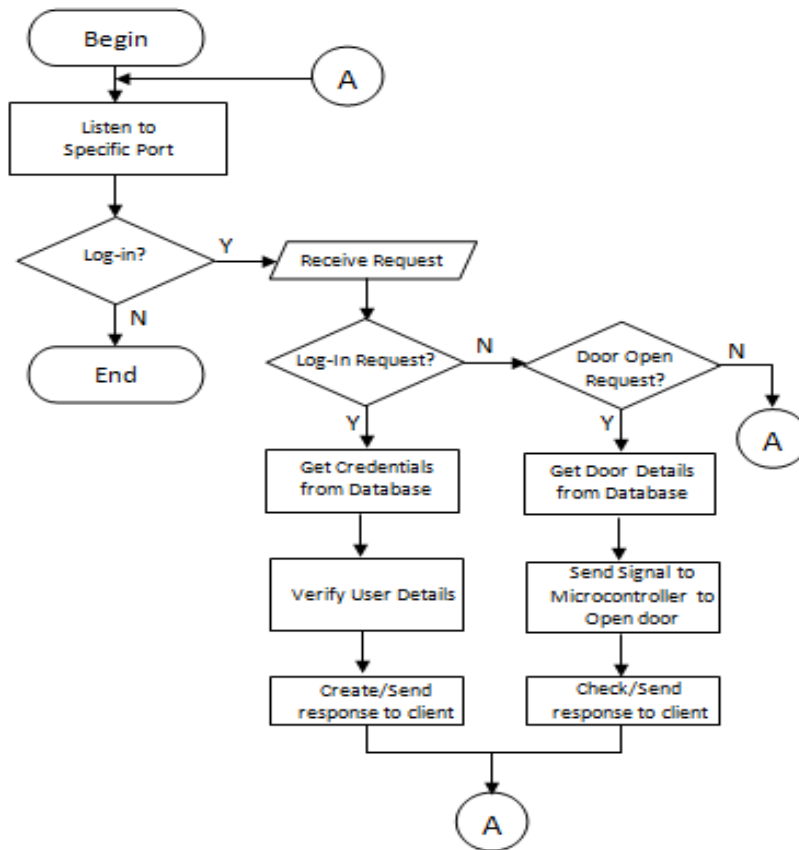 Begin
A
Listen to
Specific Port
Log-in?
Y
Receive Request
N
End
Log-In Request?
N
Door Open
Request?
N
Y
Y
A
Get Credentials
from Database
Get Door Details
from Database
Verify User Details
Send Signal to
Microcontroller to
Open door
Create/Send
response to client
Check/Send
response to client
A